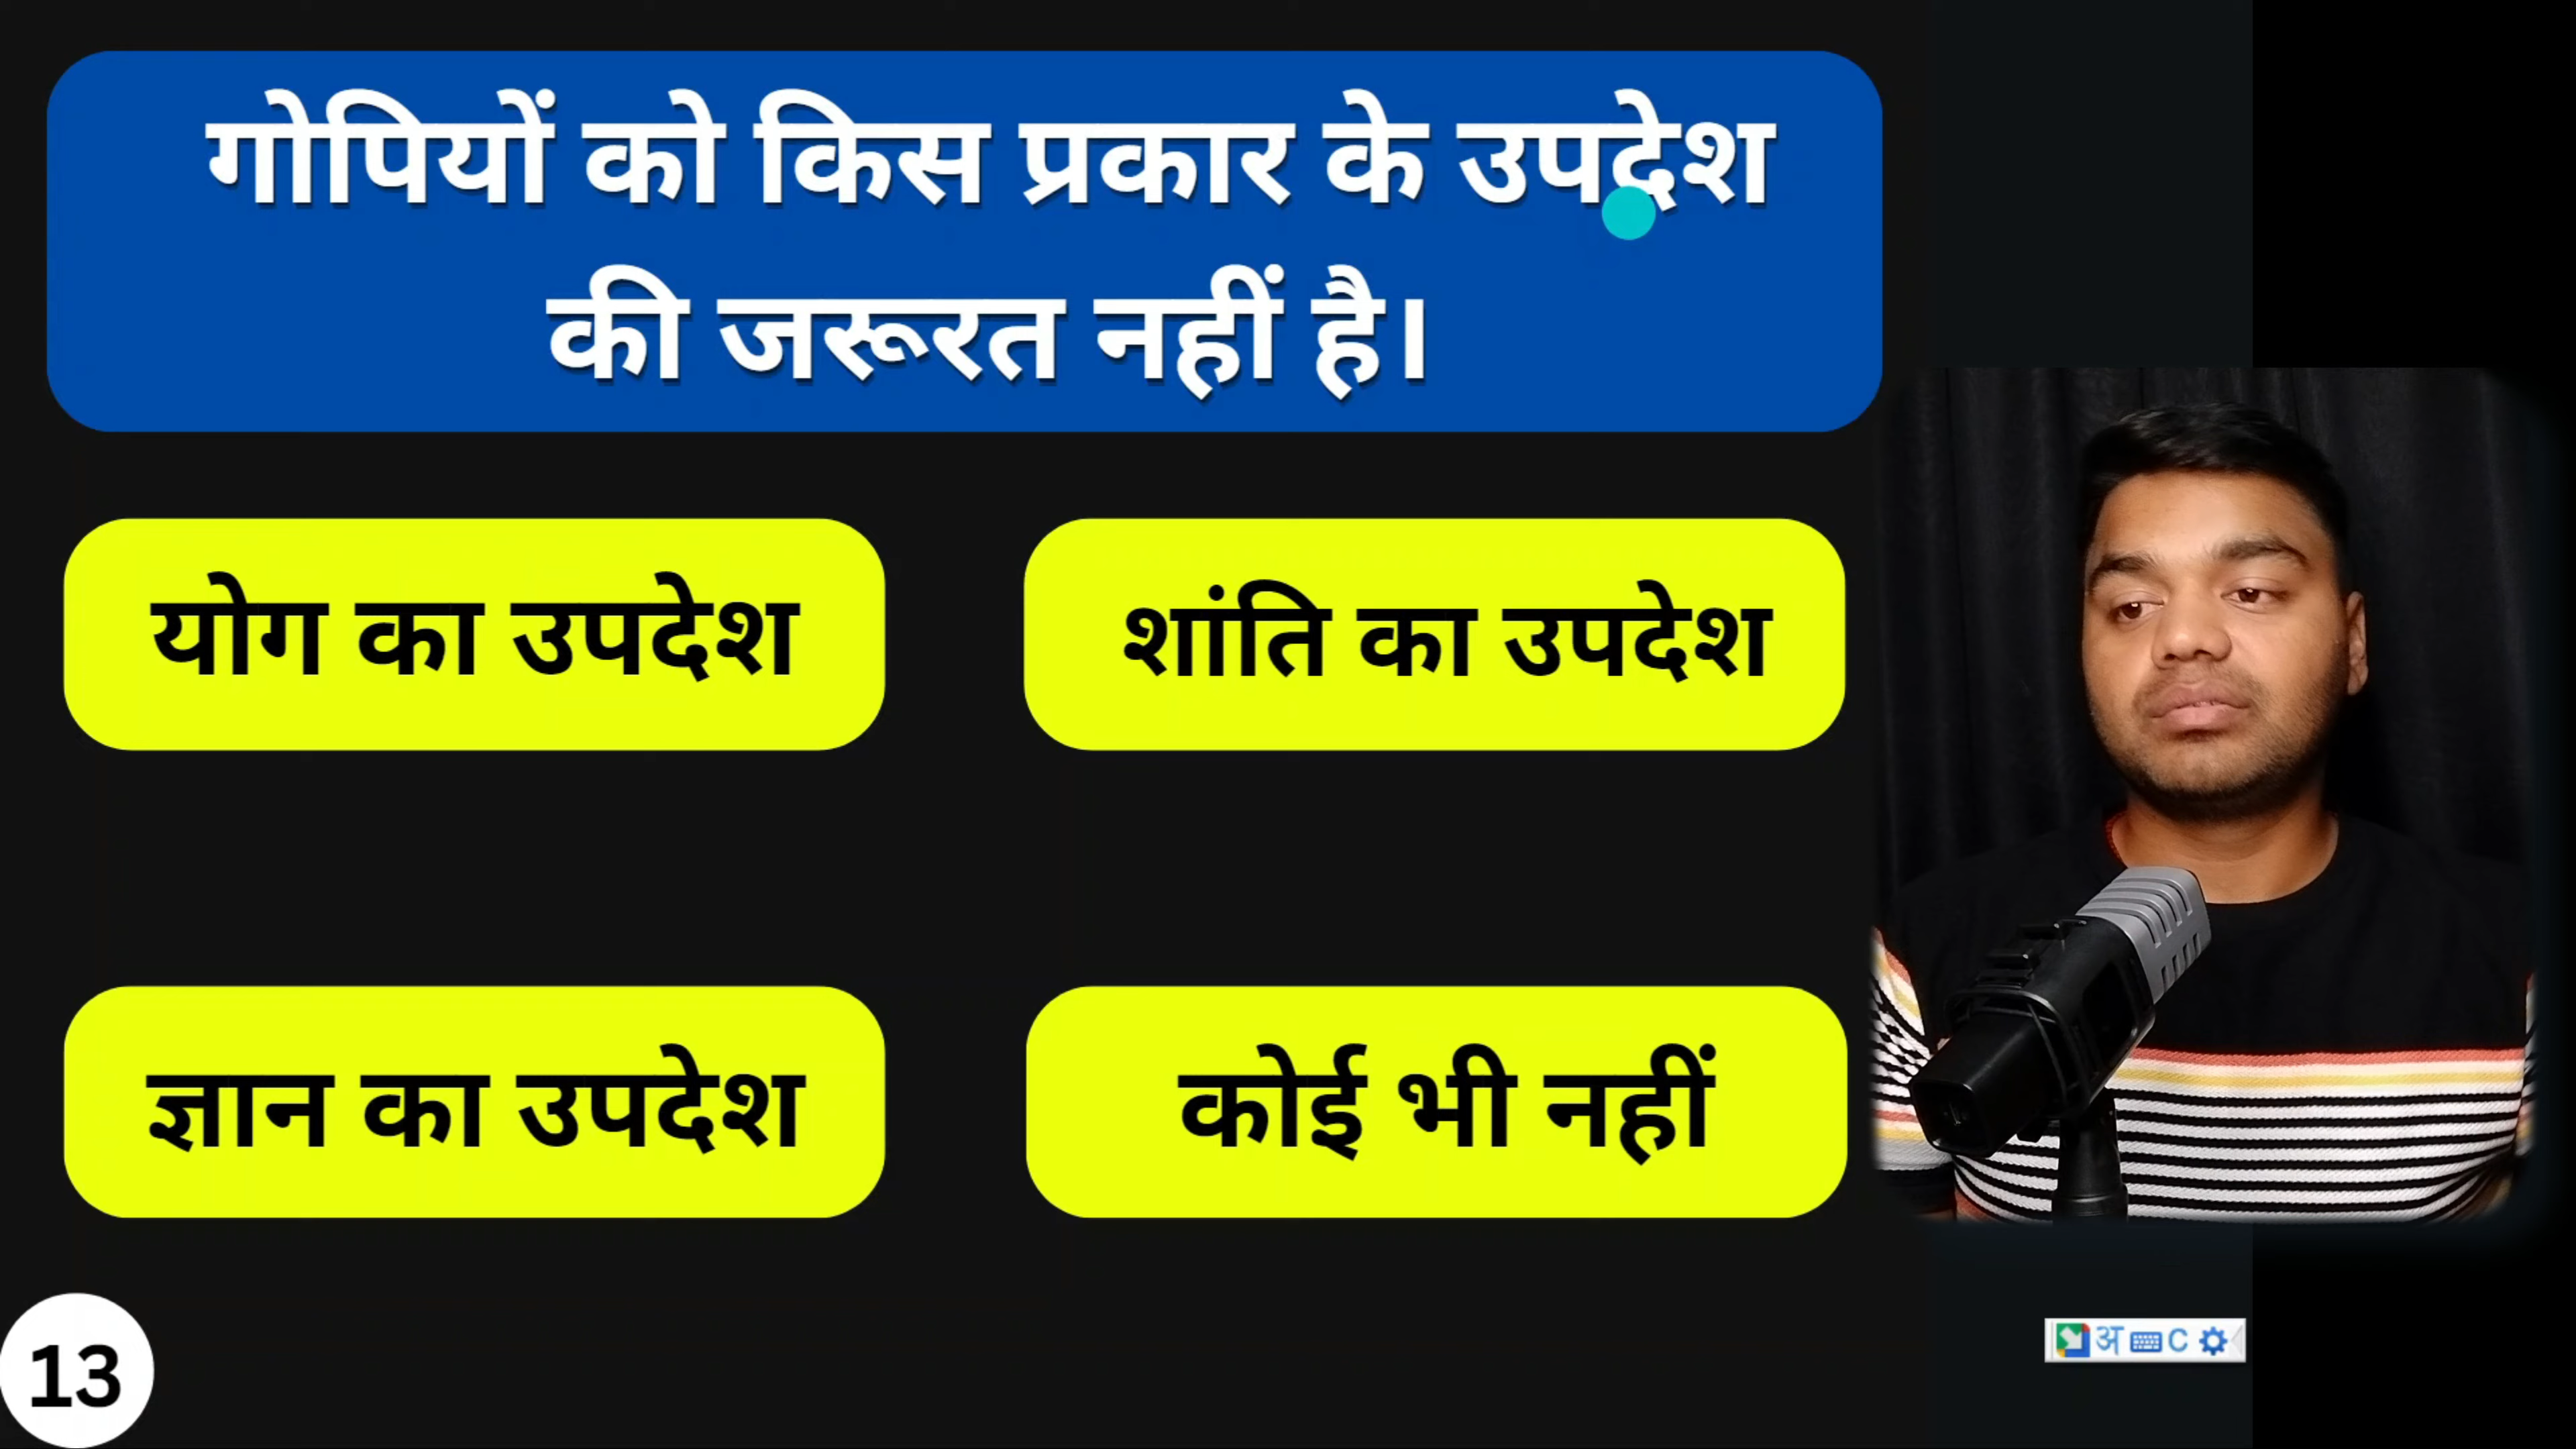 गोपियों को किस प्रकार के उपदेश
की जरूरत नहीं है।
योग का उपदेश
शांति का उपदेश
ज्ञान का उपदेश
कोई भी नहीं
13
अ C